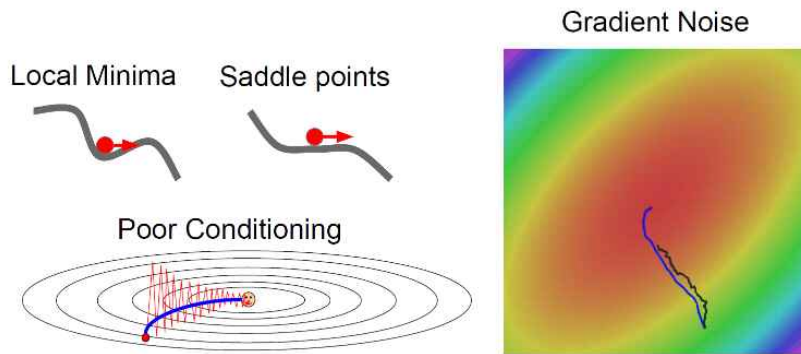 Gradient Noise
Local Minima
Saddle points
Poor Conditioning